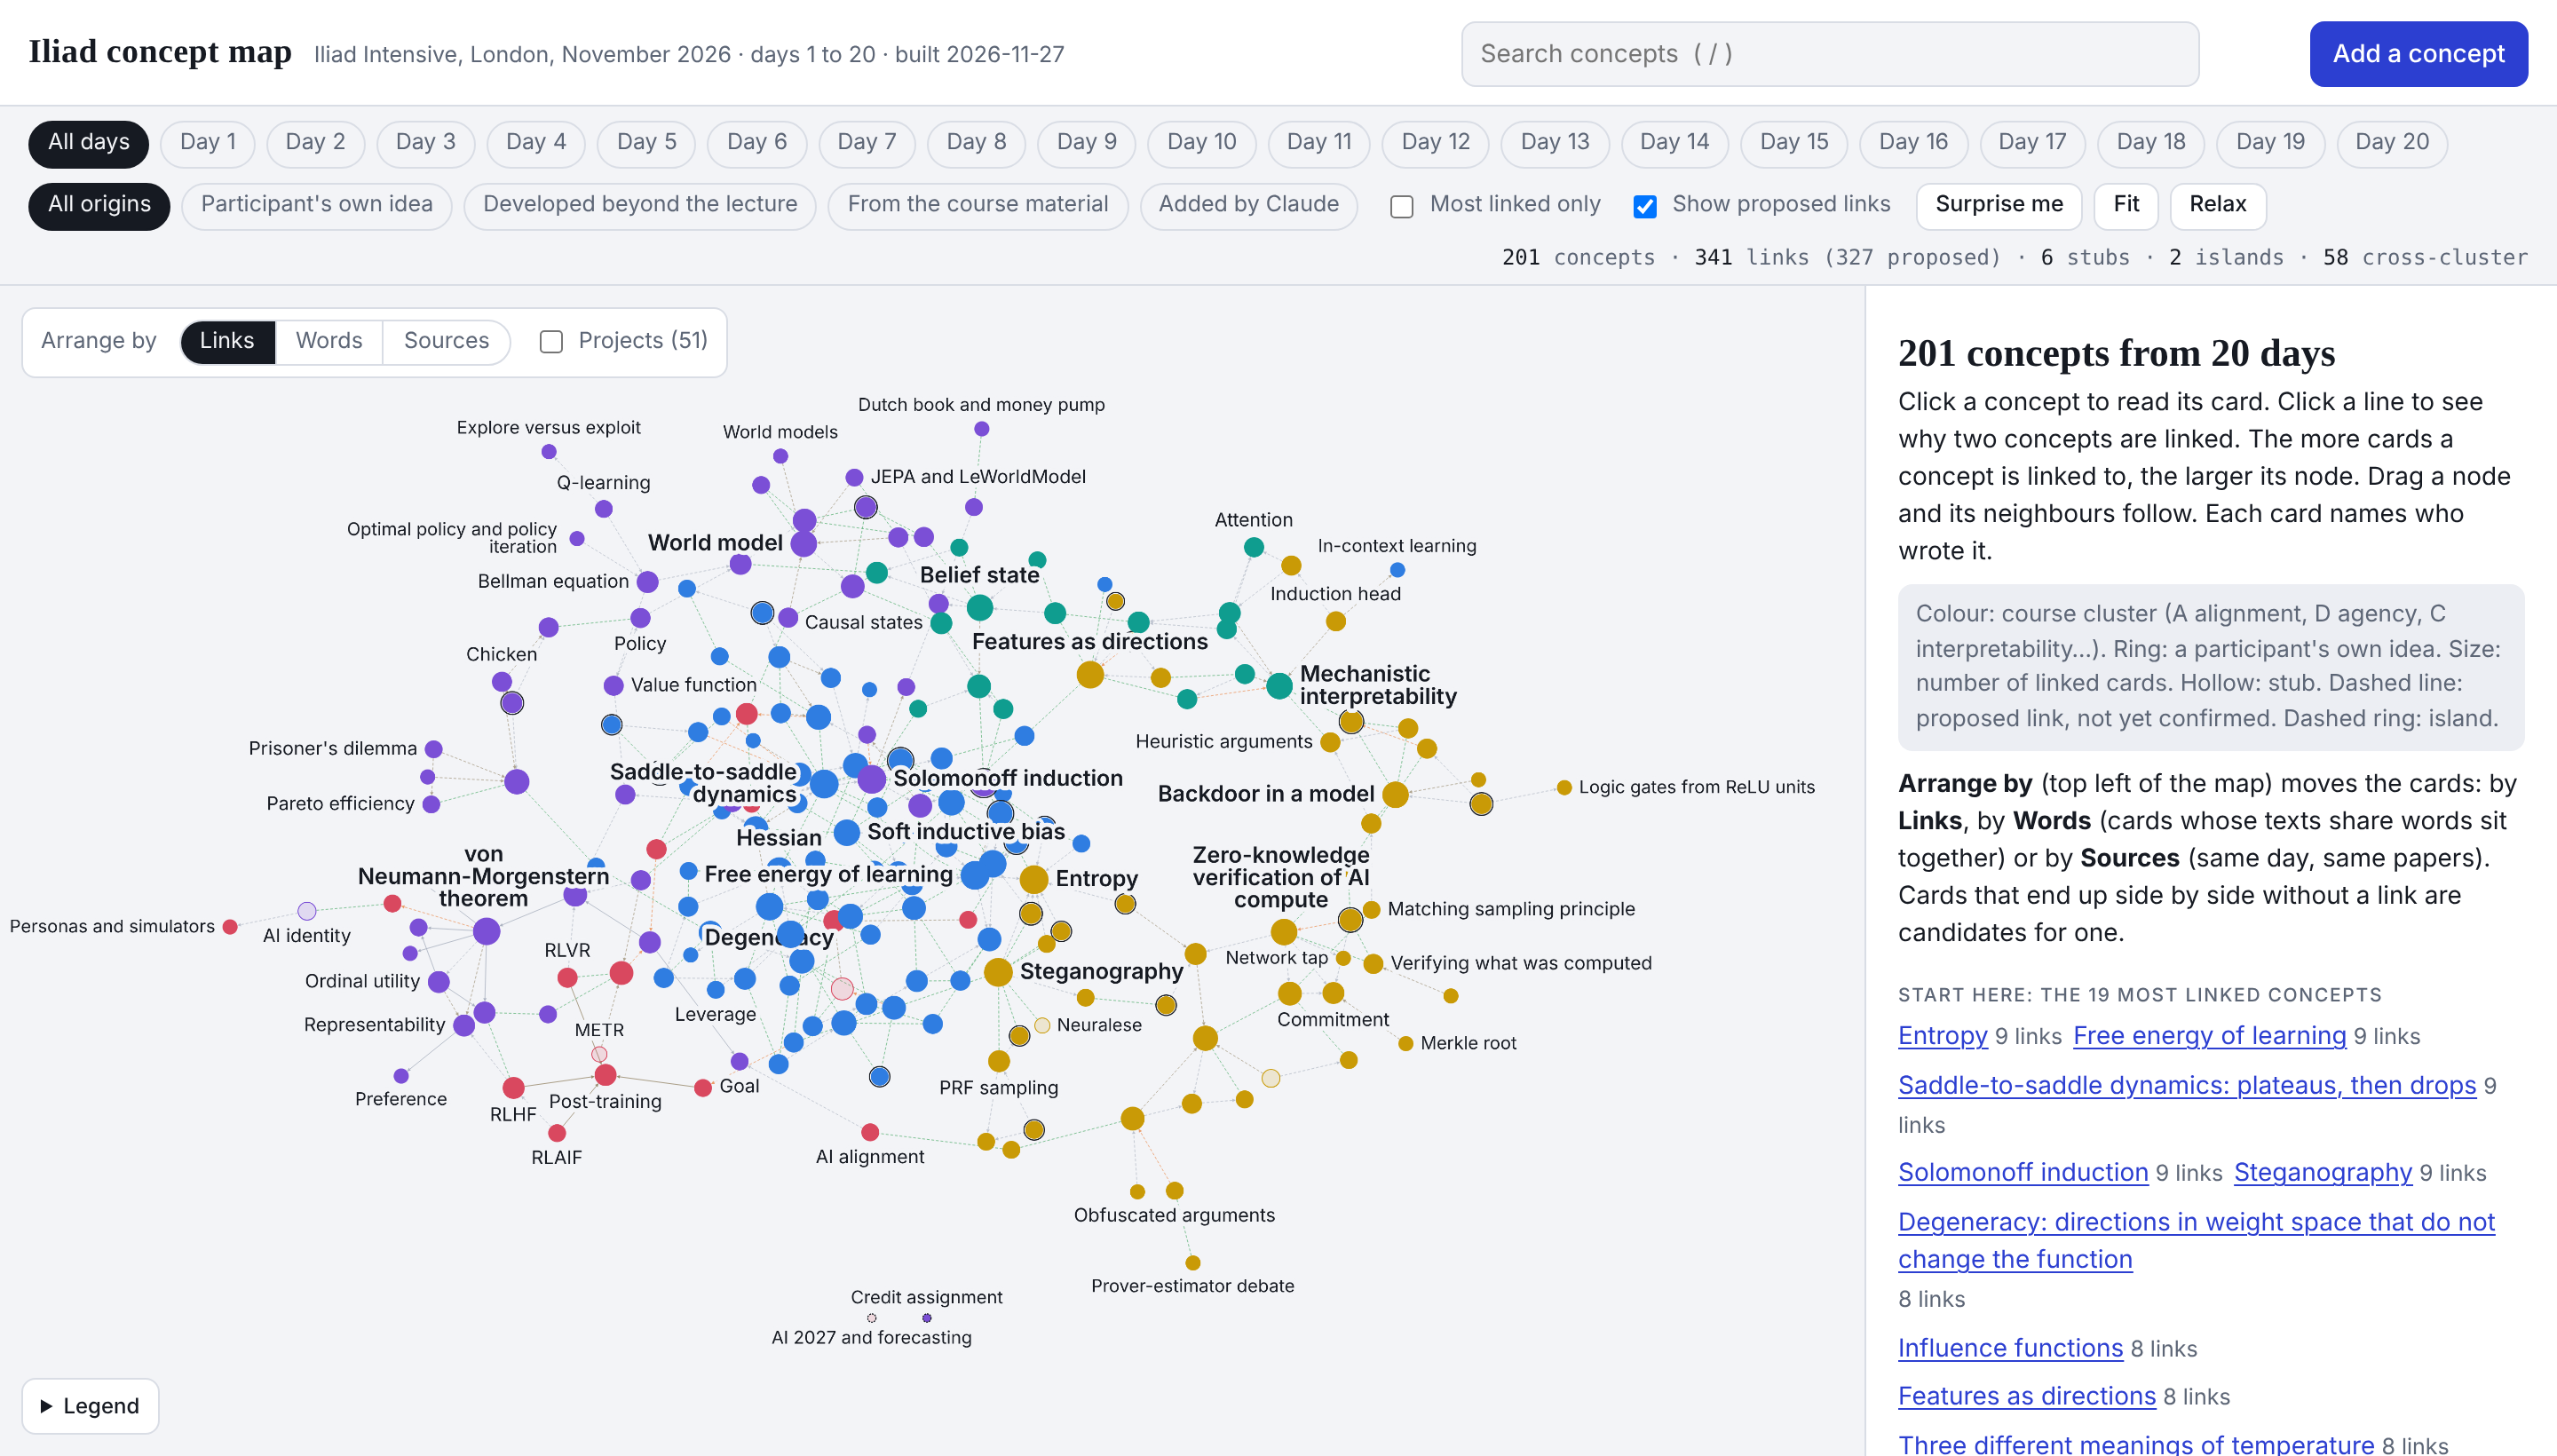 Iliad concept map
Iliad Intensive, London, November 2026 · days 1 to 20 · built 2026-11-27
Search concepts ( / )
Add a concept
All days
Day 1
Day 2
Day 3
Day 4
Day 5
Day 6
Day 7
Day 8
Day 9
Day 10
Day 11
Day 12
Day 13
Day 14
Day 15
Day 16
Day 17
Day 18
Day 19
Day 20
All origins
Participant's own idea
Developed beyond the lecture
From the course material
Added by Claude
Most linked only
Show proposed links
Surprise me
Fit
Relax
201 concepts · 341 links (327 proposed) · 6 stubs · 2 islands · 58 cross-cluster
Arrange by
Links
Words
Sources
Projects (51)
Dutch book and money pump
Explore versus exploit
World models
JEPA and LeWorldModel
Q-learning
Optimal policy and policy
iteration
World model
Attention
In-context learning
Bellman equation
Belief state
Induction head
Causal states
Features as directions
Policy
Chicken
Value function
Mechanistic
interpretability
Prisoner's dilemma
Heuristic arguments
Saddle-to-saddle
dynamics
Solomonoff induction
Backdoor in a model
Logic gates from ReLU units
Pareto efficiency
Hessian
Soft inductive bias
von
Neumann-Morgenstern
theorem
Free energy of learning
Entropy
Zero-knowledge
verification of AI
compute
Personas and simulators
AI identity
Matching sampling principle
Degeneracy
RLVR
Network tap
Verifying what was computed
Ordinal utility
Steganography
Leverage
Representability
METR
Neuralese
Commitment
Merkle root
Preference
RLHF
Post-training
Goal
PRF sampling
RLAIF
AI alignment
Obfuscated arguments
Prover-estimator debate
Credit assignment
AI 2027 and forecasting
Legend
201 concepts from 20 days
Click a concept to read its card. Click a line to see
why two concepts are linked. The more cards a
concept is linked to, the larger its node. Drag a node
and its neighbours follow. Each card names who
wrote it.
Colour: course cluster (A alignment, D agency, C
interpretability...). Ring: a participant's own idea. Size:
number of linked cards. Hollow: stub. Dashed line:
proposed link, not yet confirmed. Dashed ring: island.
Arrange by (top left of the map) moves the cards: by
Links, by Words (cards whose texts share words sit
together) or by Sources (same day, same papers).
Cards that end up side by side without a link are
candidates for one.
START HERE: THE 19 MOST LINKED CONCEPTS
Entropy 9 links Free energy of learning 9 links
Saddle-to-saddle dynamics: plateaus, then drops 9
links
Solomonoff induction 9 links Steganography 9 links
Degeneracy: directions in weight space that do not
change the function
8 links
Influence functions 8 links
Features as directions 8 links
Three different meanings of temperature 8 links